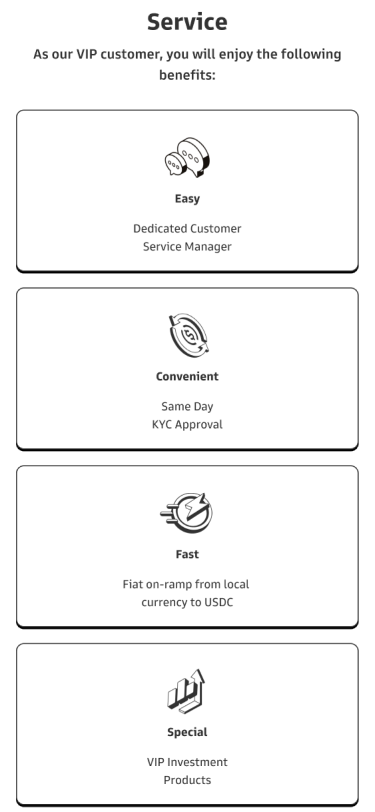 Service
As our VIP customer, you will enjoy the following
benefits:
Easy
Dedicated Customer
Service Manager
Convenient
Same Day
KYC Approval
Fast
Fiat on-ramp from local
currency to USDC
Special
VIP Investment
Products